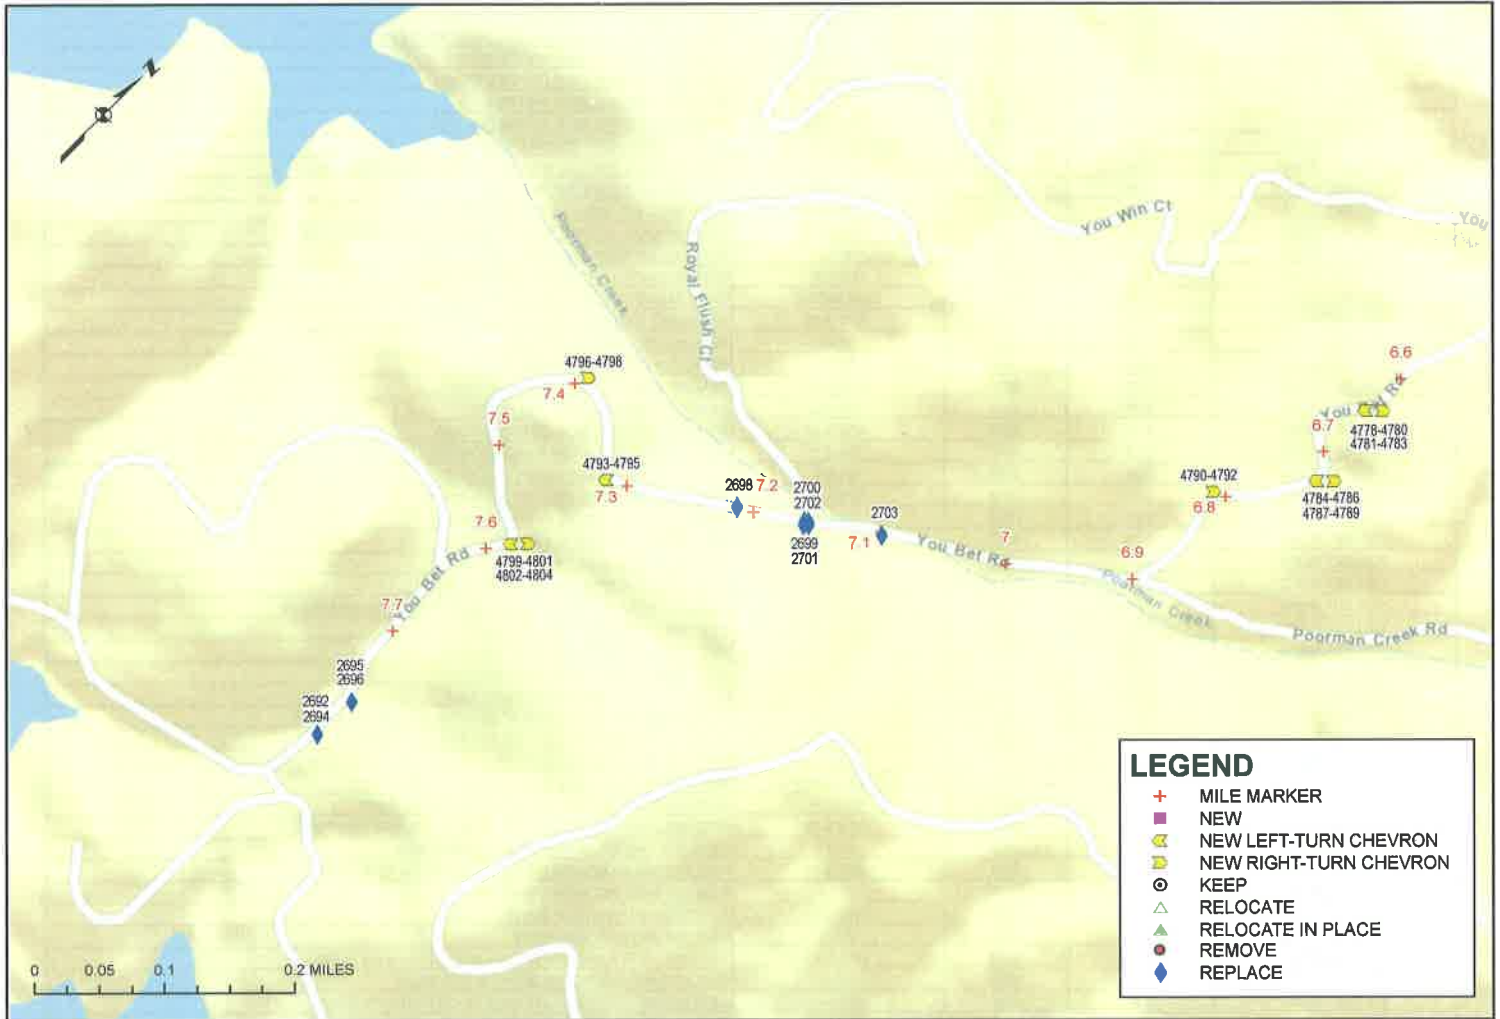 N
Poorman Creek
Royal Flush Ct
You Win Ct
You
6.6
4796-4798
7.4
7.5
You
Rd
6.7
4778-4780
4781-4783
4793-4795
7.3
2698
7.2
2700
2702
2703
4790-4792
6.8
4784-4786
4787-4789
7.6
4799-4801
4802-4804
2699
2701
7.1
You Bet Rd
7
6.9
Poorman Creek
Poorman Creek Rd
You Bet Rd
7.7
2695
2696
2692
2694
LEGEND
MILE MARKER
NEW
NEW LEFT-TURN CHEVRON
NEW RIGHT-TURN CHEVRON
KEEP
RELOCATE
RELOCATE IN PLACE
REMOVE
REPLACE
0 0.05 0.1 0.2 MILES